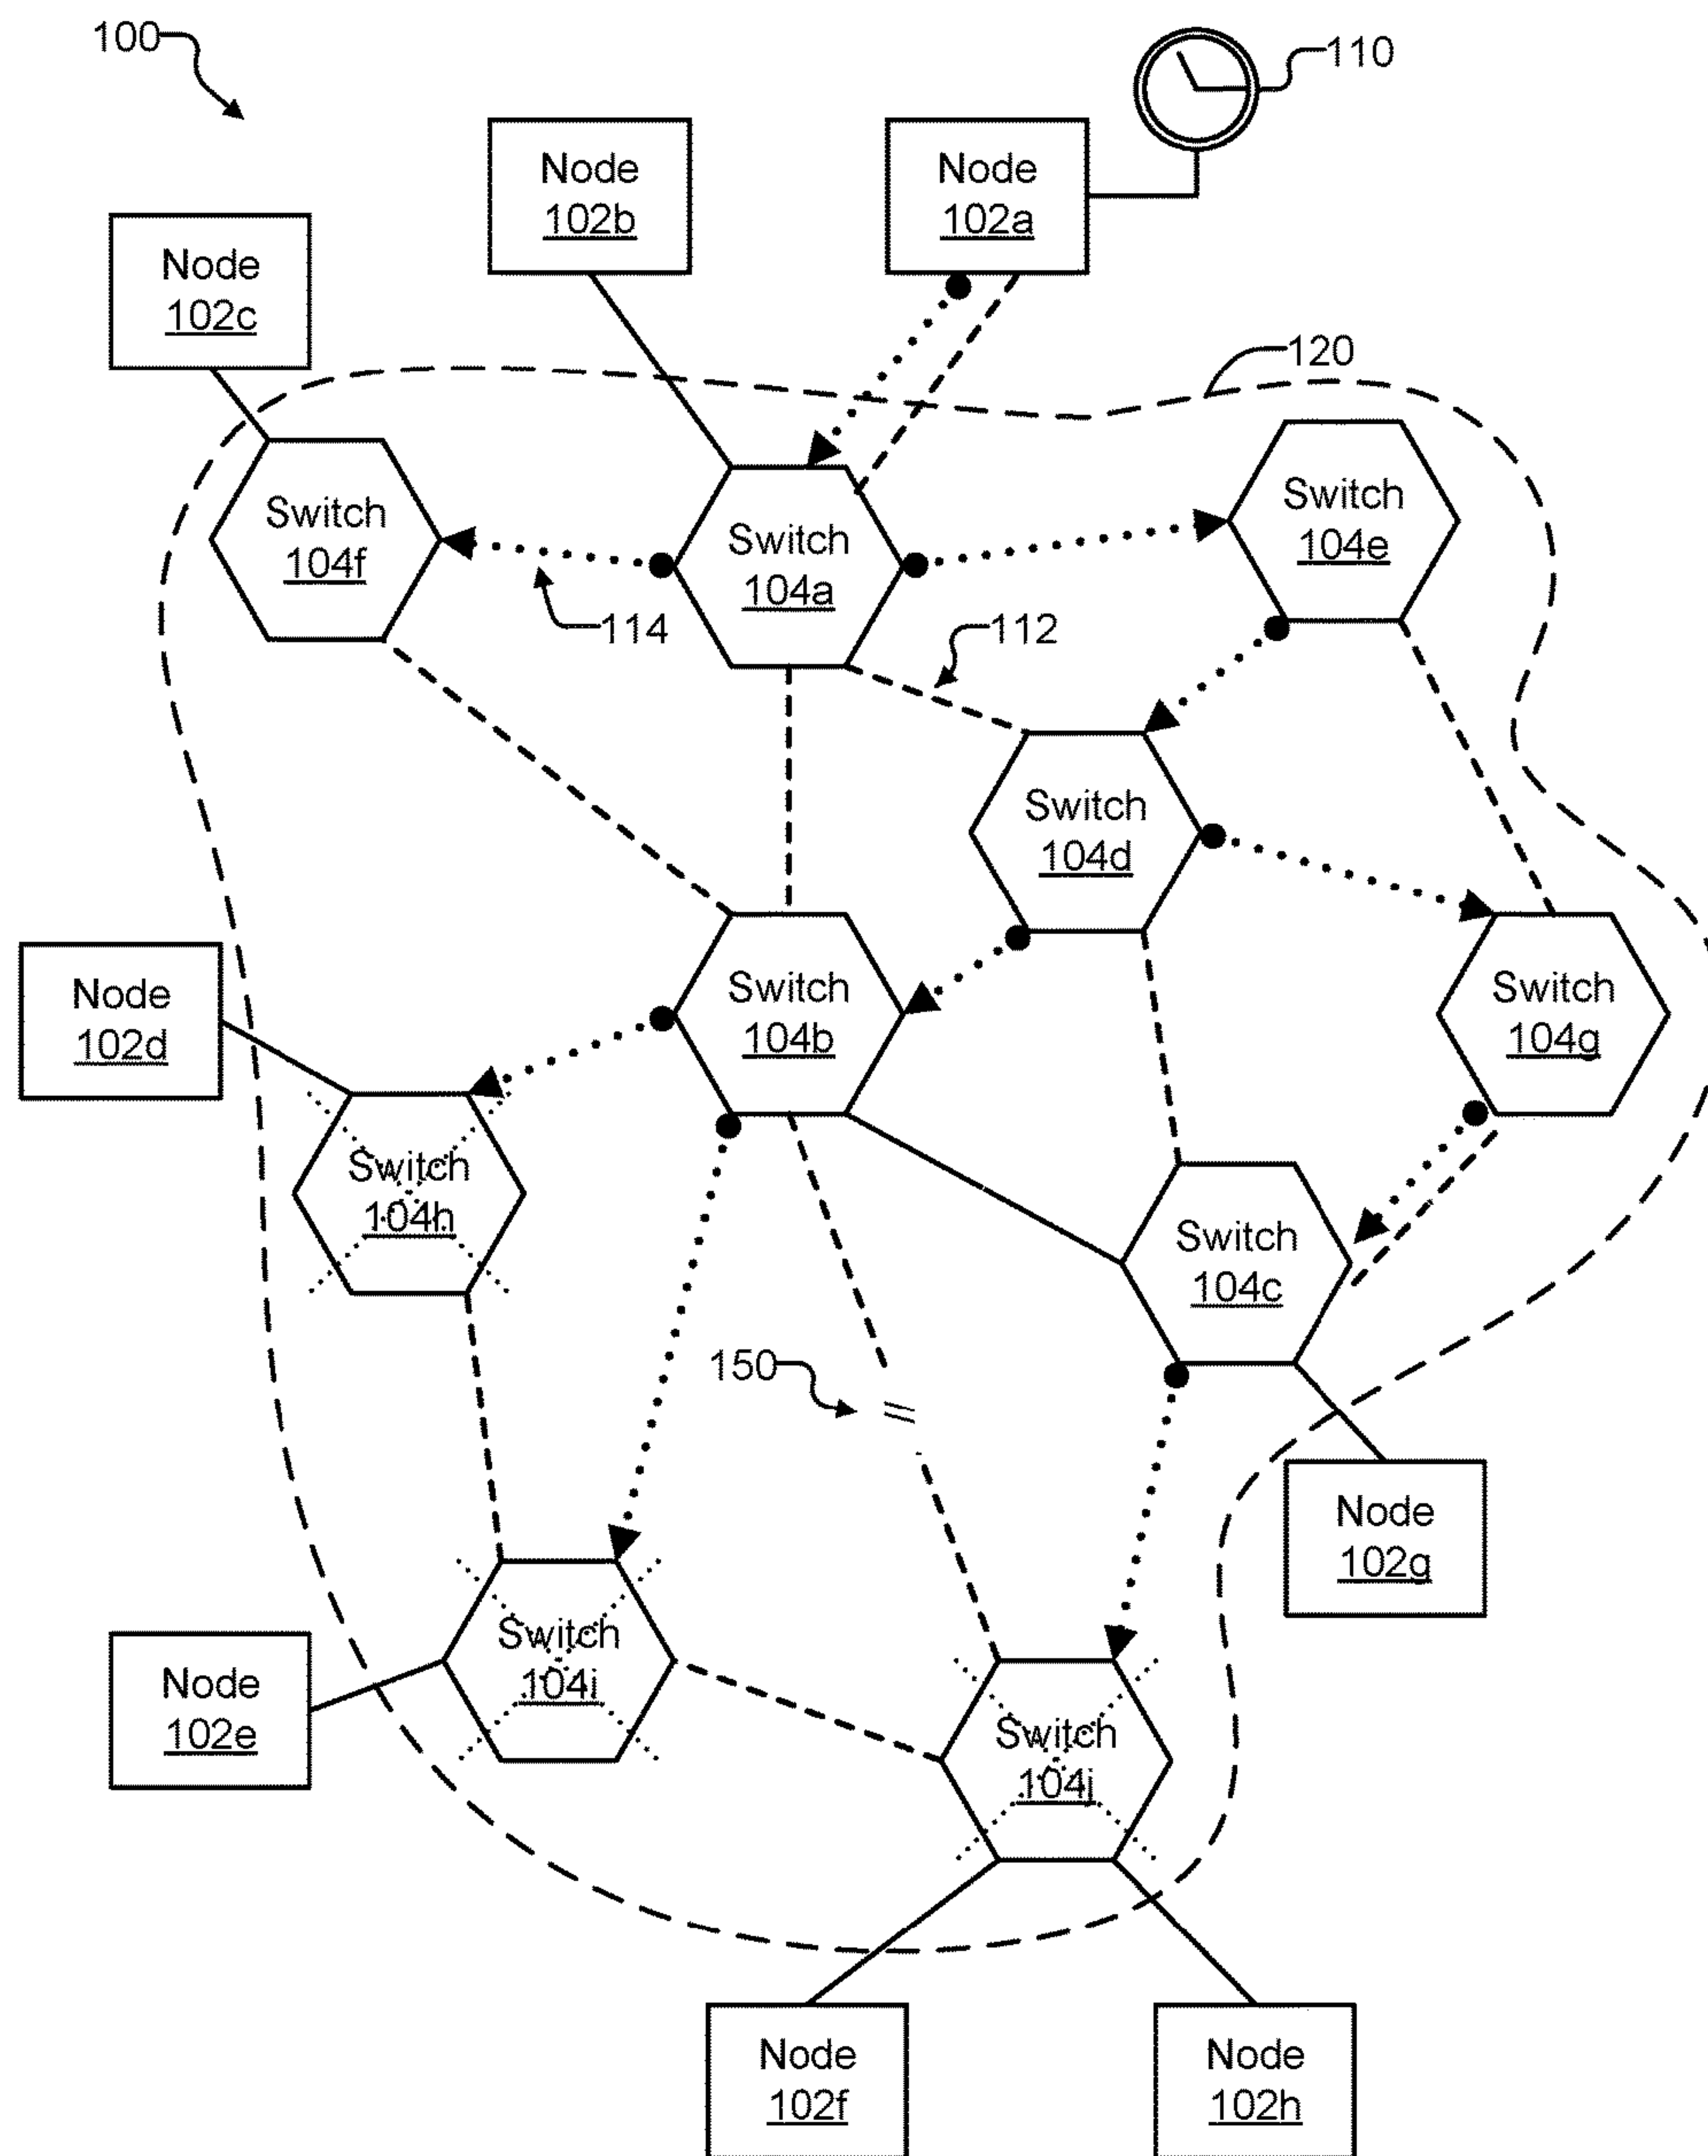 100
110
Node
102a
Node
102b
Node
102c
120
Switch
104e
Switch
104f
Switch
104a
114
112
Switch
104d
Switch
104b
Switch
104g
Node
102d
Switch
104h
Switch
104c
150
Node
102g
Switch
104i
Node
102e
Switch
104j
Node
102f
Node
102h